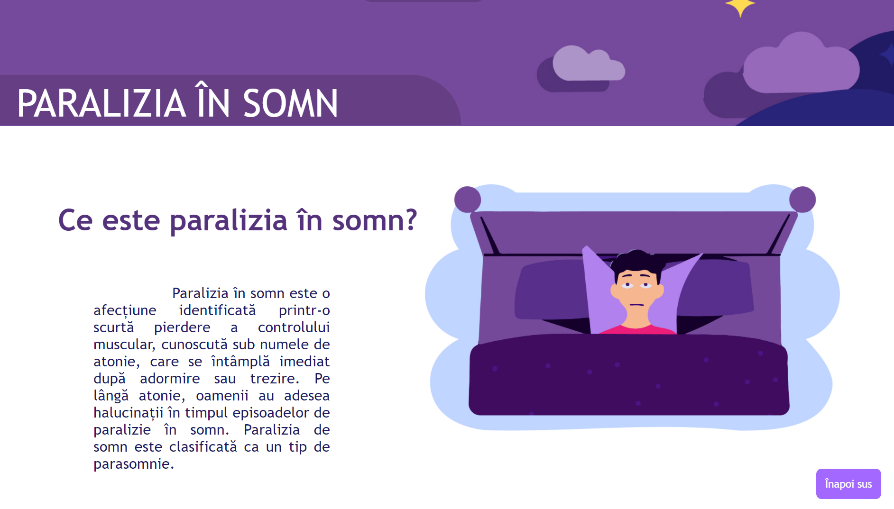 PARALIZIA ÎN SOMN
Ce este paralizia în somn?
Paralizia în somn este o
afecțiune identificată printr-o
scurtă pierdere a controlului
muscular, cunoscută sub numele de
atonie, care se întâmplă imediat
după adormire sau trezire. Pe
lângă atonie, oamenii au adesea
halucinații în timpul episoadelor de
paralizie în somn. Paralizia de
somn este clasificată ca un tip de
parasomnie.
Înapoi sus